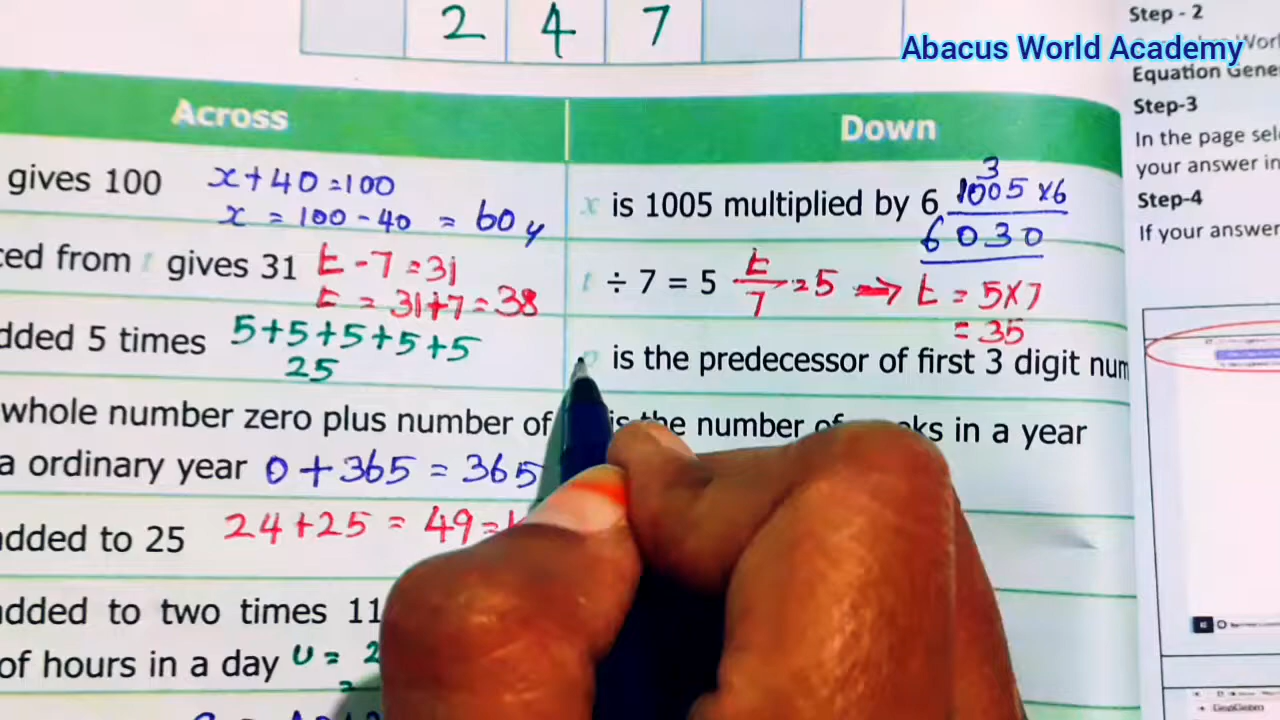 2 4 7
Abacus World Academy
Step - 2
Equation Gene
Step-3
In the page sel
your answer in
Step-4
If your answer
Across
Down
gives 100 x+40=100
x = 100-40 = 60
x is 1005 multiplied by 6 1005 x6
3
6030
ced from t gives 31 t-7=31
t = 31+7=38
t ÷ 7 = 5 t/7=5 → t = 5x7
= 35
dded 5 times 5+5+5+5+5
25
is the predecessor of first 3 digit num
whole number zero plus number of
a ordinary year 0+365=365
is the number of in a year
added to 25 24+25 = 49=
added to two times 11
of hours in a day u = 2